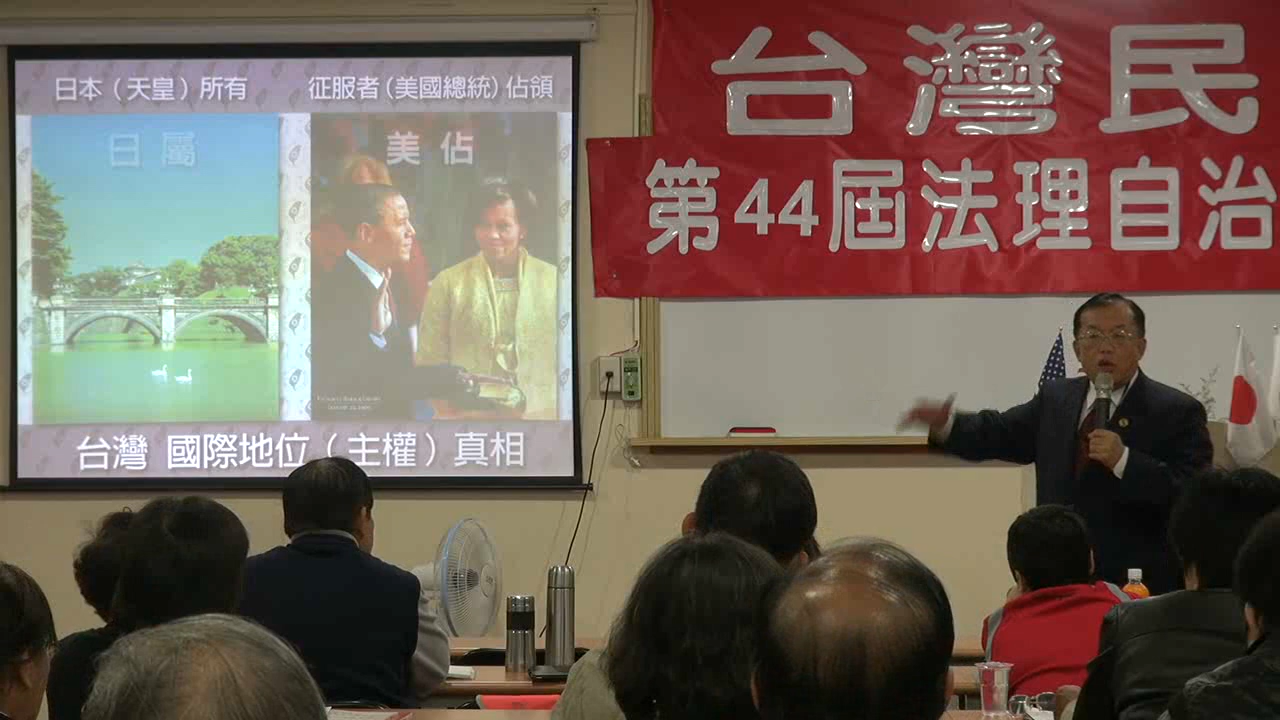 日本（天皇）所有
征服者（美國總統）佔領
日屬
美佔
台灣 國際地位（主權）真相
台灣民
第44屆法理自治